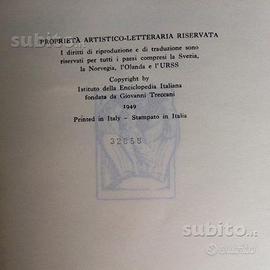 subito
PROPRIETÀ ARTISTICO-LETTERARIA RISERVATA
I diritti di riproduzione e di traduzione sono
riservati per tutti i paesi compresi la Svezia,
la Norvegia, l'Olanda e l'URSS
Copyright by
Istituto della Enciclopedia Italiana
fondata da Giovanni Treccani
1949
Printed in Italy - Stampato in Italia
subito.it